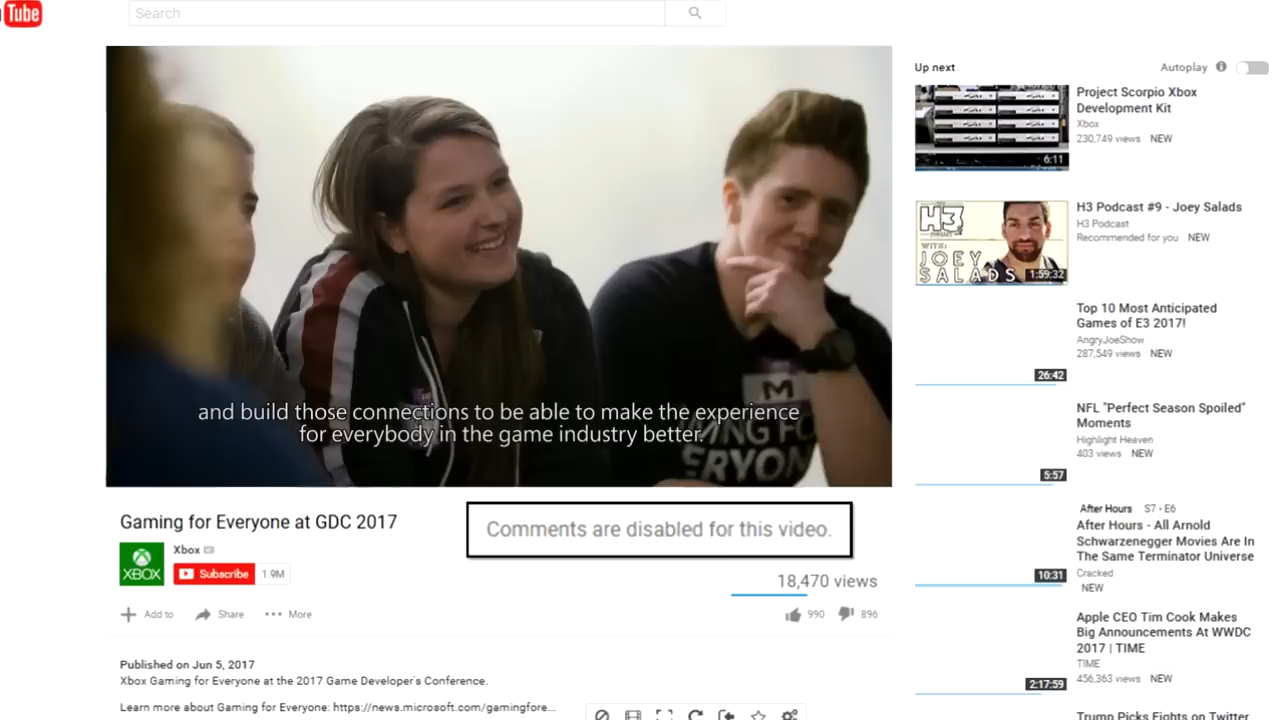 Tube
Search
and build those connections to be able to make the experience
for everybody in the game industry better.
M
RYON
Gaming for Everyone at GDC 2017
Comments are disabled for this video.
XBOX
Xbox
Subscribe 1.9M
18,470 views
Add to Share More
990 896
Published on Jun 5, 2017
Xbox Gaming for Everyone at the 2017 Game Developer's Conference.
Learn more about Gaming for Everyone: https://news.microsoft.com/gamingfore...
Up next
Autoplay
6:11
Project Scorpio Xbox
Development Kit
Xbox
230,749 views NEW
H3
PODCAST
WITH:
JOEY
SALADS
1:59:32
H3 Podcast #9 - Joey Salads
H3 Podcast
Recommended for you NEW
Top 10 Most Anticipated
Games of E3 2017!
AngryJoeShow
287,549 views NEW
26:42
NFL "Perfect Season Spoiled"
Moments
Highlight Heaven
403 views NEW
5:57
After Hours S7 • E6
After Hours - All Arnold
Schwarzenegger Movies Are In
The Same Terminator Universe
Cracked
NEW
10:31
Apple CEO Tim Cook Makes
Big Announcements At WWDC
2017 | TIME
TIME
456,363 views NEW
2:17:59
Trump Picks Fights on Twitter